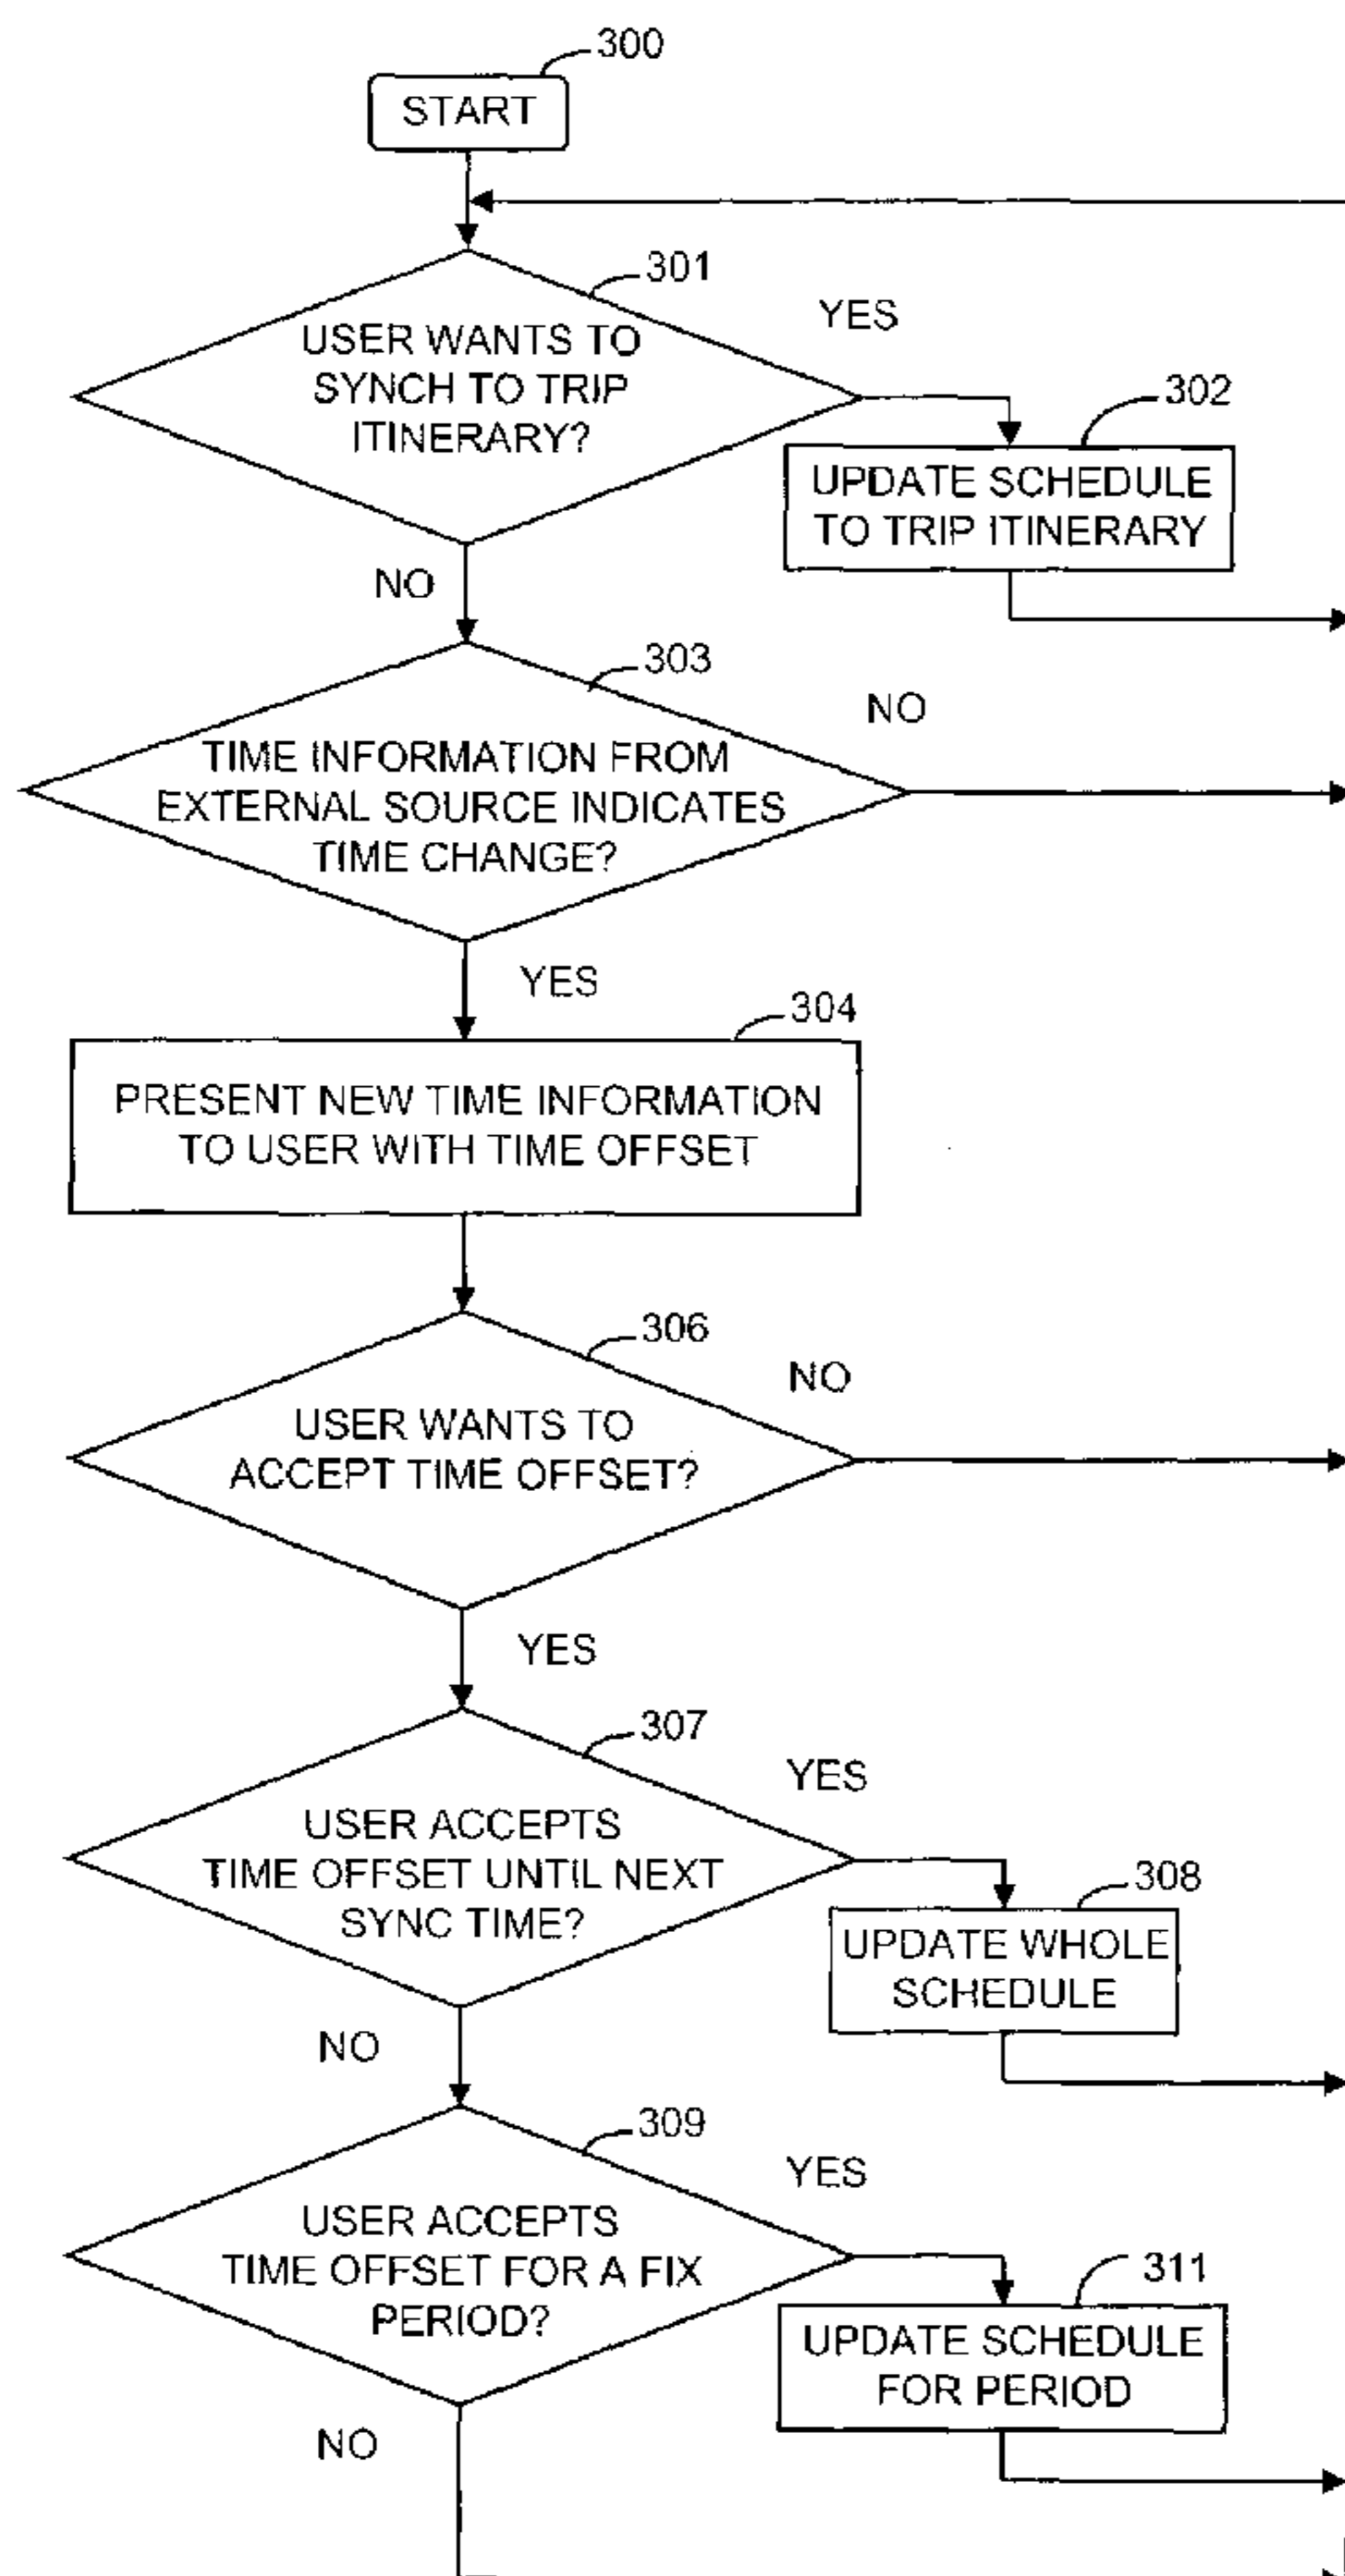 300
START
301
YES
USER WANTS TO
SYNCH TO TRIP
ITINERARY?
302
UPDATE SCHEDULE
TO TRIP ITINERARY
NO
303
NO
TIME INFORMATION FROM
EXTERNAL SOURCE INDICATES
TIME CHANGE?
YES
304
PRESENT NEW TIME INFORMATION
TO USER WITH TIME OFFSET
306
NO
USER WANTS TO
ACCEPT TIME OFFSET?
YES
307
YES
USER ACCEPTS
TIME OFFSET UNTIL NEXT
SYNC TIME?
308
UPDATE WHOLE
SCHEDULE
NO
309
YES
USER ACCEPTS
TIME OFFSET FOR A FIX
PERIOD?
311
UPDATE SCHEDULE
FOR PERIOD
NO